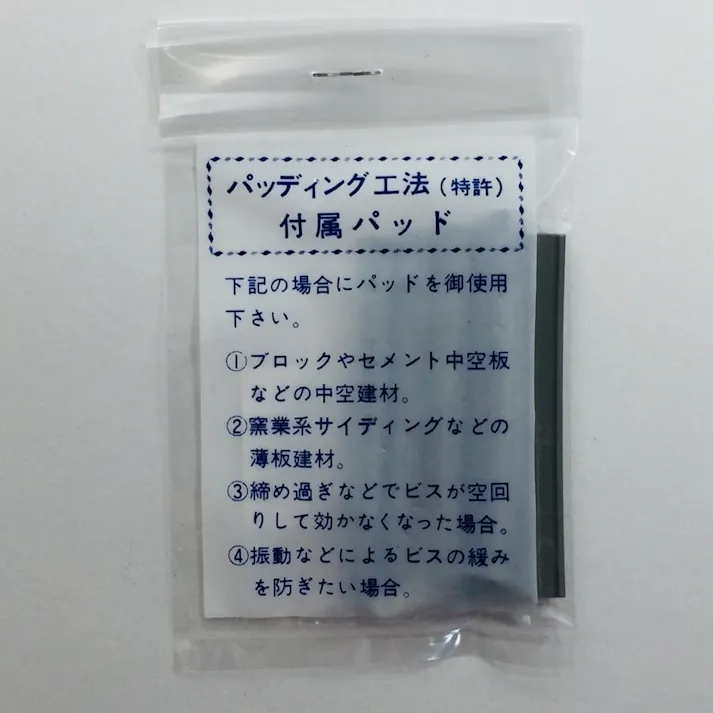 パッディング工法(特許)
付属パッド
下記の場合にパッドを御使用
下さい。
①ブロックやセメント中空板
などの中空建材。
②窯業系サイディングなどの
薄板建材。
③締め過ぎなどでビスが空回
りして効かなくなった場合。
④振動などによるビスの緩み
を防ぎたい場合。